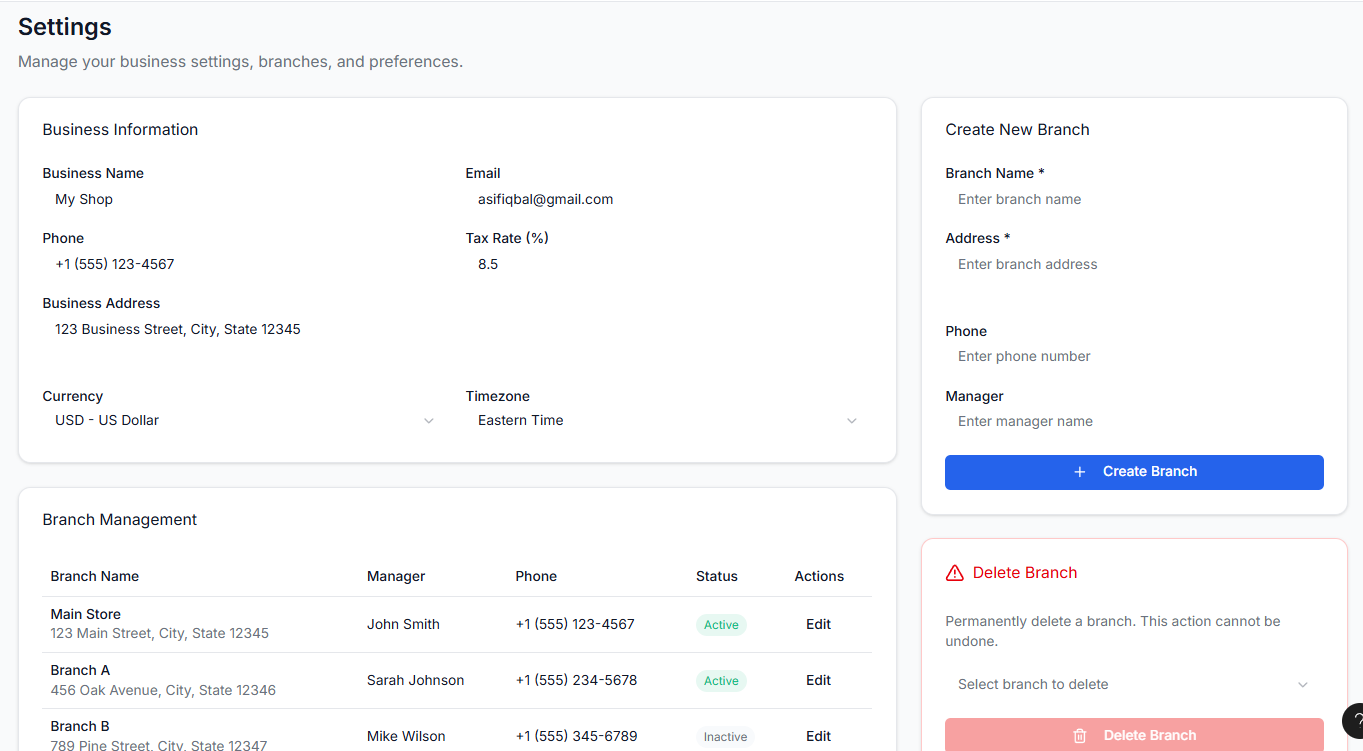 Settings
Manage your business settings, branches, and preferences.
Business Information
Business Name
My Shop
Email
asifiqbal@gmail.com
Phone
+1 (555) 123-4567
Tax Rate (%)
8.5
Business Address
123 Business Street, City, State 12345
Currency
USD - US Dollar
Timezone
Eastern Time
Branch Management
Branch Name Manager Phone Status Actions
Main Store
123 Main Street, City, State 12345
John Smith +1 (555) 123-4567 Active Edit
Branch A
456 Oak Avenue, City, State 12346
Sarah Johnson +1 (555) 234-5678 Active Edit
Branch B
789 Pine Street, City, State 12347
Mike Wilson +1 (555) 345-6789 Inactive Edit
Create New Branch
Branch Name *
Enter branch name
Address *
Enter branch address
Phone
Enter phone number
Manager
Enter manager name
+ Create Branch
Delete Branch
Permanently delete a branch. This action cannot be
undone.
Select branch to delete
Delete Branch
?